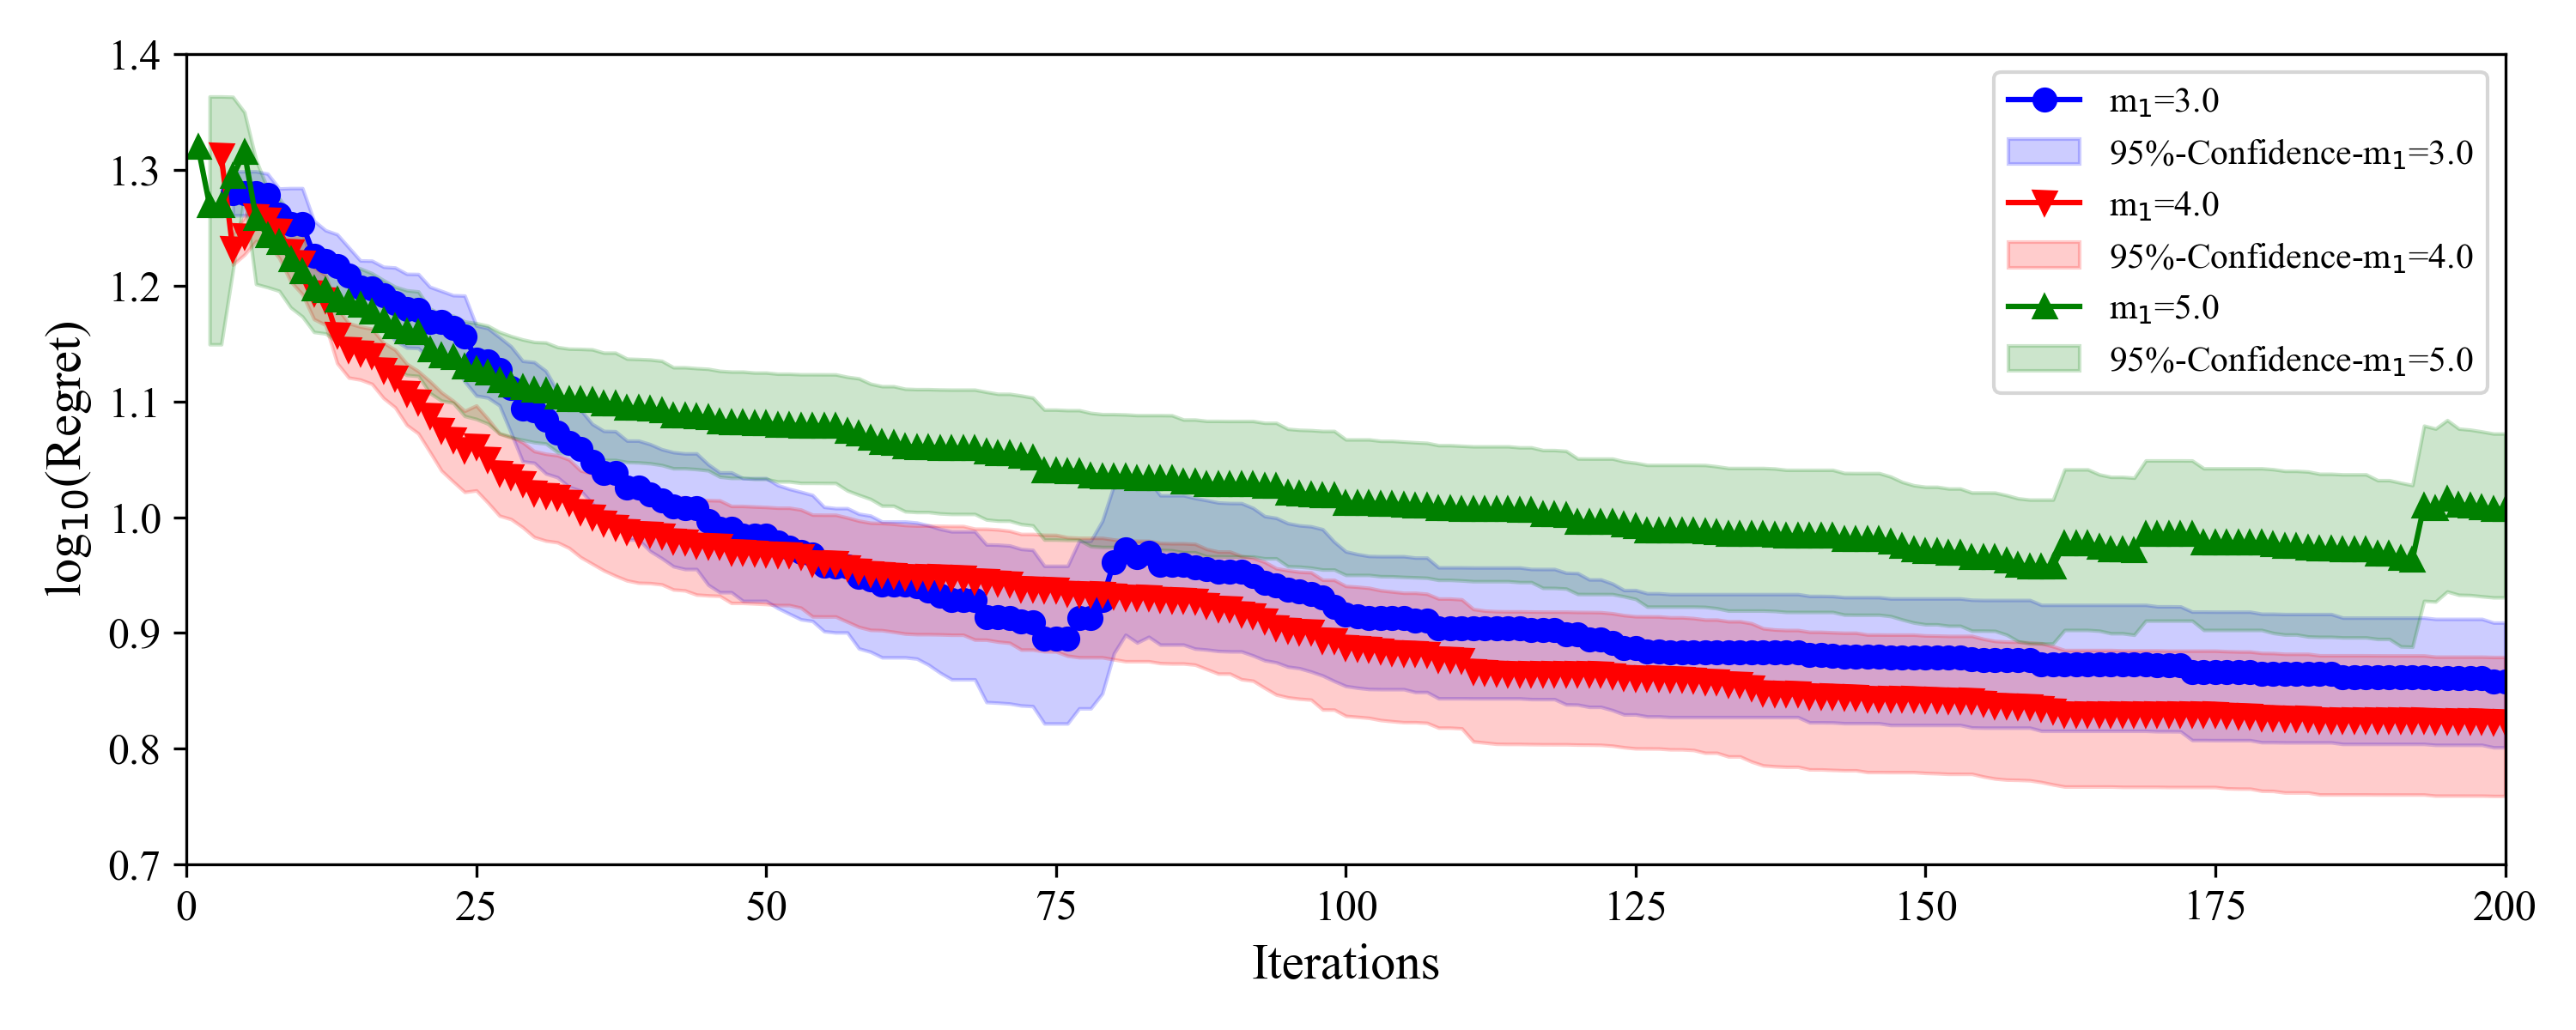 1.4
1.3
1.2
1.1
1.0
0.9
0.8
0.7
log₁₀(Regret)
0
25
50
75
100
125
150
175
200
Iterations
m₁=3.0
95%-Confidence-m₁=3.0
m₁=4.0
95%-Confidence-m₁=4.0
m₁=5.0
95%-Confidence-m₁=5.0